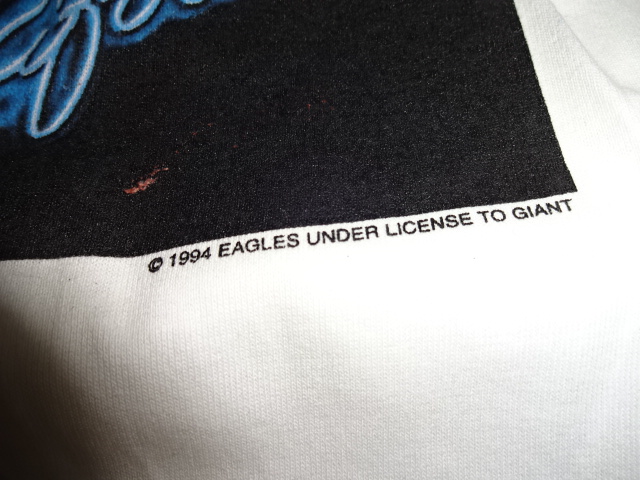 © 1994 EAGLES UNDER LICENSE TO GIANT